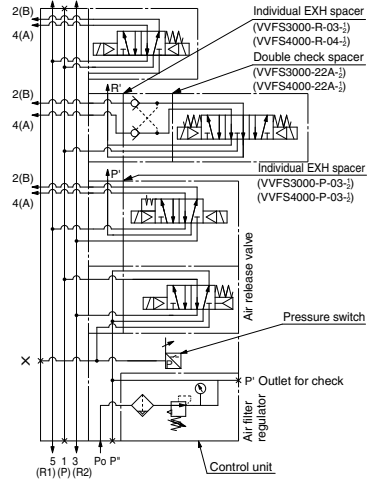 2(B)
4(A)
Individual EXH spacer
(VVFS3000-R-03-½)
(VVFS4000-R-04-½)
Double check spacer
(VVFS3000-22A-½)
(VVFS4000-22A-½)
R'
2(B)
4(A)
P'
Individual EXH spacer
(VVFS3000-P-03-½)
(VVFS4000-P-03-½)
2(B)
4(A)
Air release valve
Pressure switch
P
X
P' Outlet for check
Air filter regulator
5 1 3 Po P"
(R1) (P) (R2)
Control unit